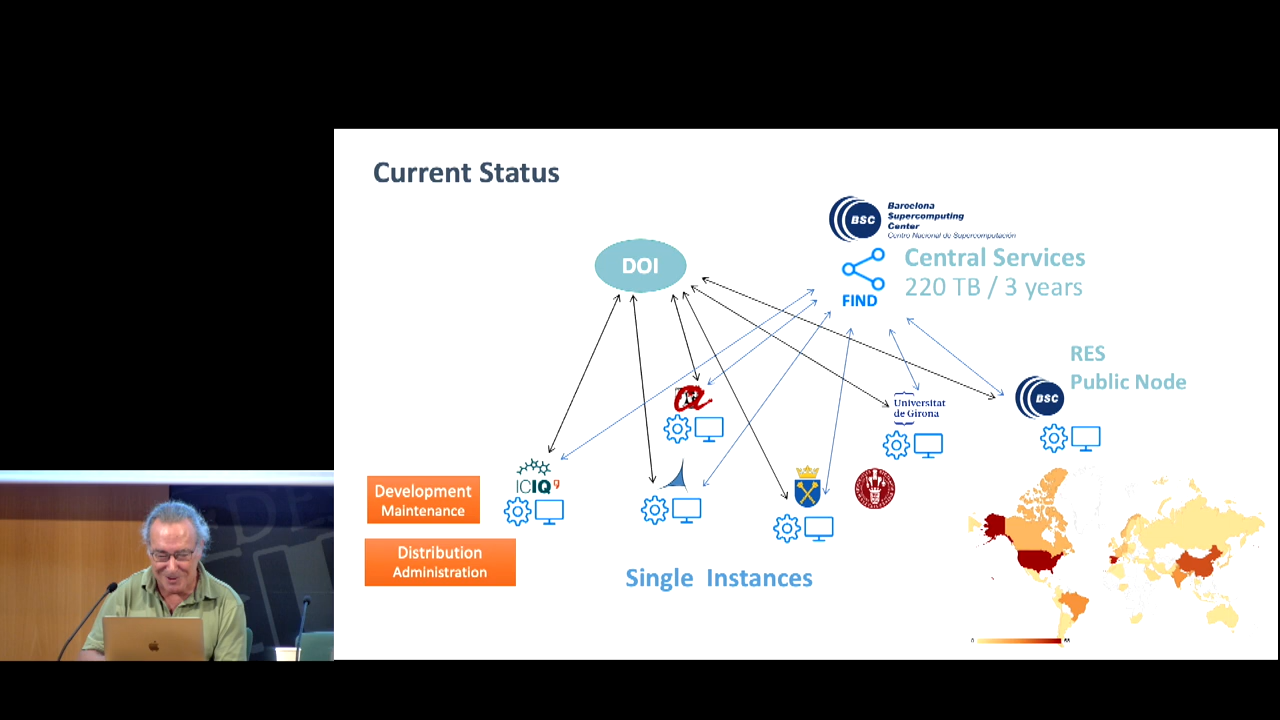 Current Status
BSC
Barcelona
Supercomputing
Center
Centro Nacional de Supercomputación
DOI
Central Services
220 TB / 3 years
FIND
RES
Public Node
BSC
Universitat
de Girona
ICIQ
Development
Maintenance
Distribution
Administration
Single Instances